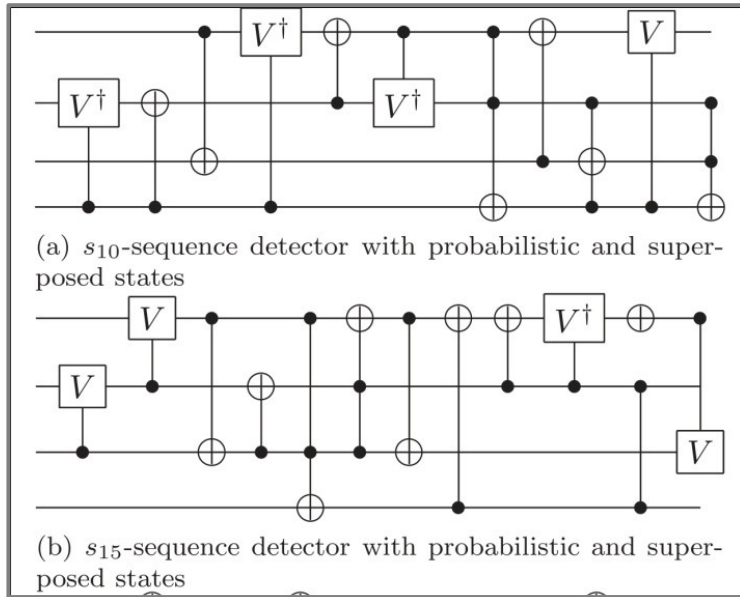 V†
V
V†
V†
(a) s₁₀-sequence detector with probabilistic and super-
posed states
V
V†
V
V
(b) s₁₅-sequence detector with probabilistic and super-
posed states